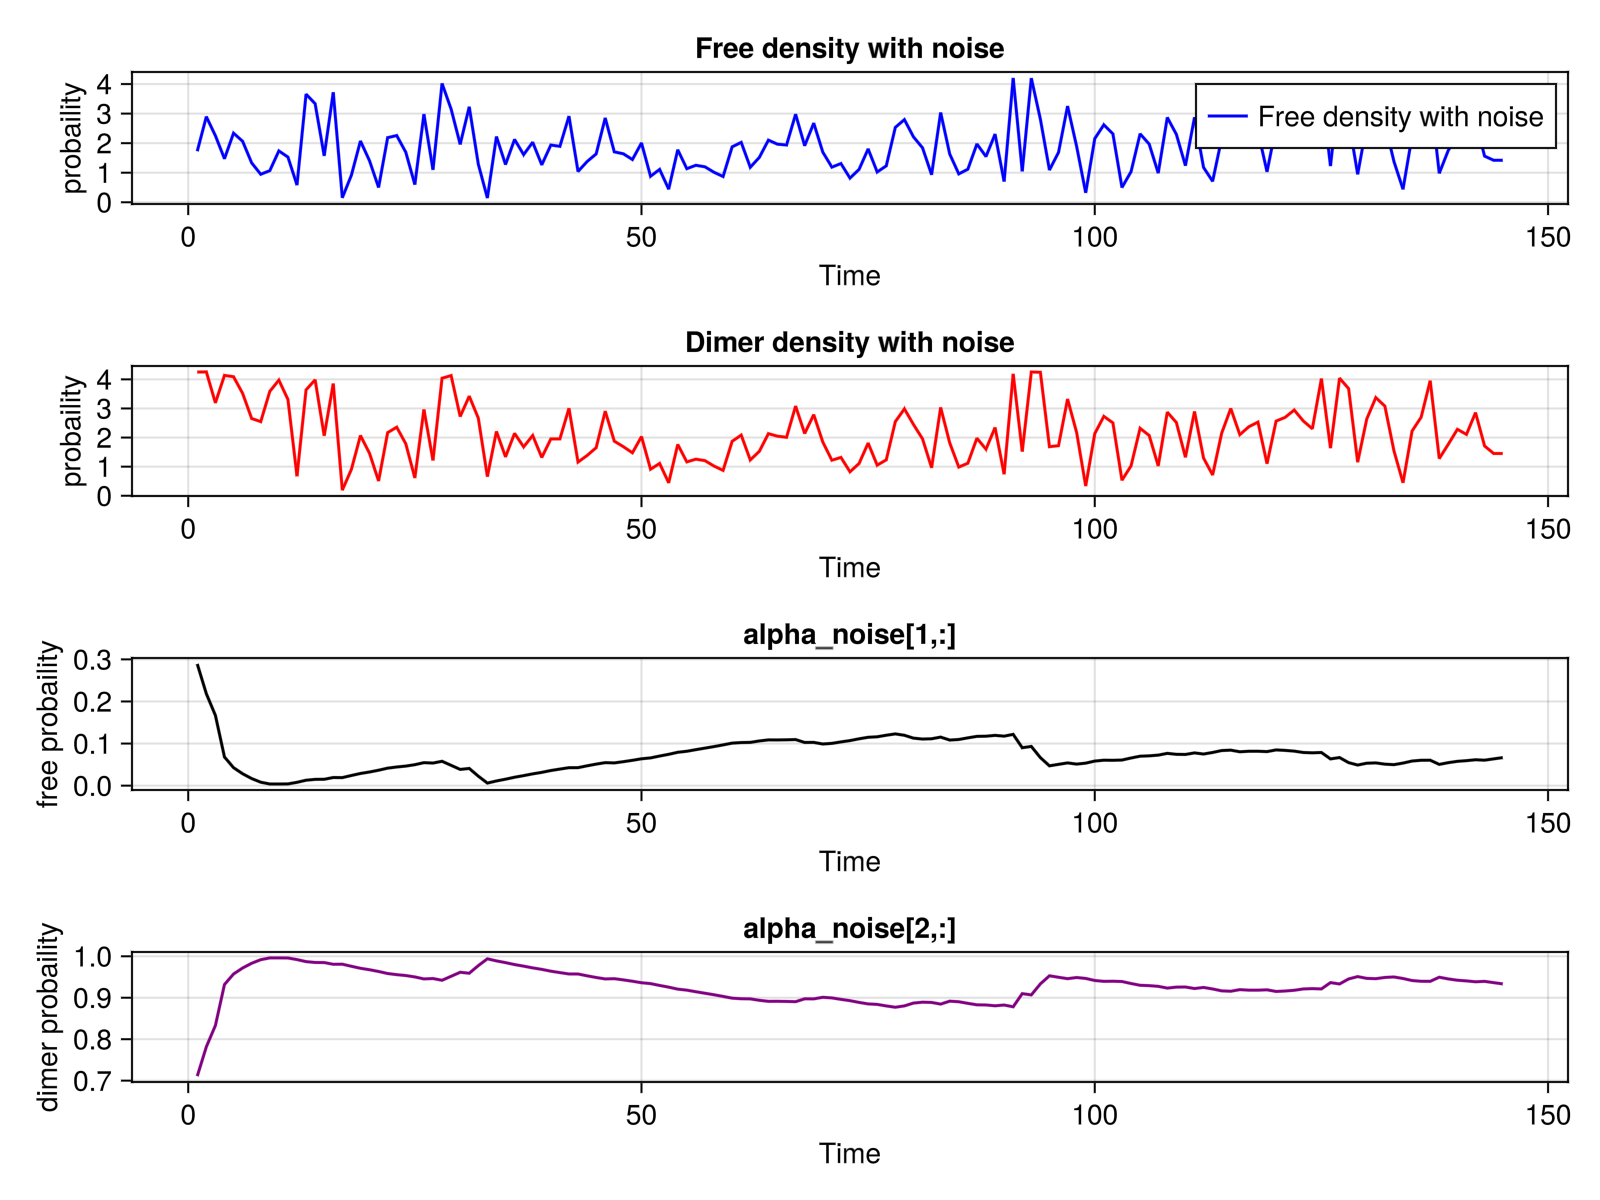 Free density with noise
probaility
4
3
2
1
0
Free density with noise
0 50 100 150
Time
Dimer density with noise
probaility
4
3
2
1
0
0 50 100 150
Time
alpha_noise[1,:]
free probaility
0.3
0.2
0.1
0.0
0 50 100 150
Time
alpha_noise[2,:]
dimer probaility
1.0
0.9
0.8
0.7
0 50 100 150
Time